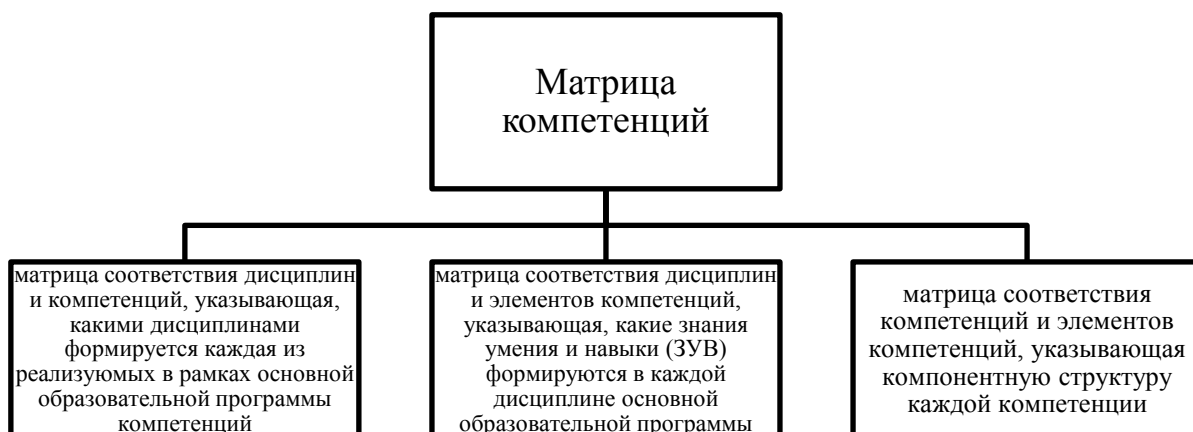 Матрица
компетенций
матрица соответствия дисциплин
и компетенций, указывающая,
какими дисциплинами
формируется каждая из
реализуюмых в рамках основной
образовательной программы
компетенций
матрица соответствия дисциплин
и элементов компетенций,
указывающая, какие знания
умения и навыки (ЗУВ)
формируются в каждой
дисциплине основной
образовательной программы
матрица соответствия
компетенций и элементов
компетенций, указывающая
компонентную структуру
каждой компетенции